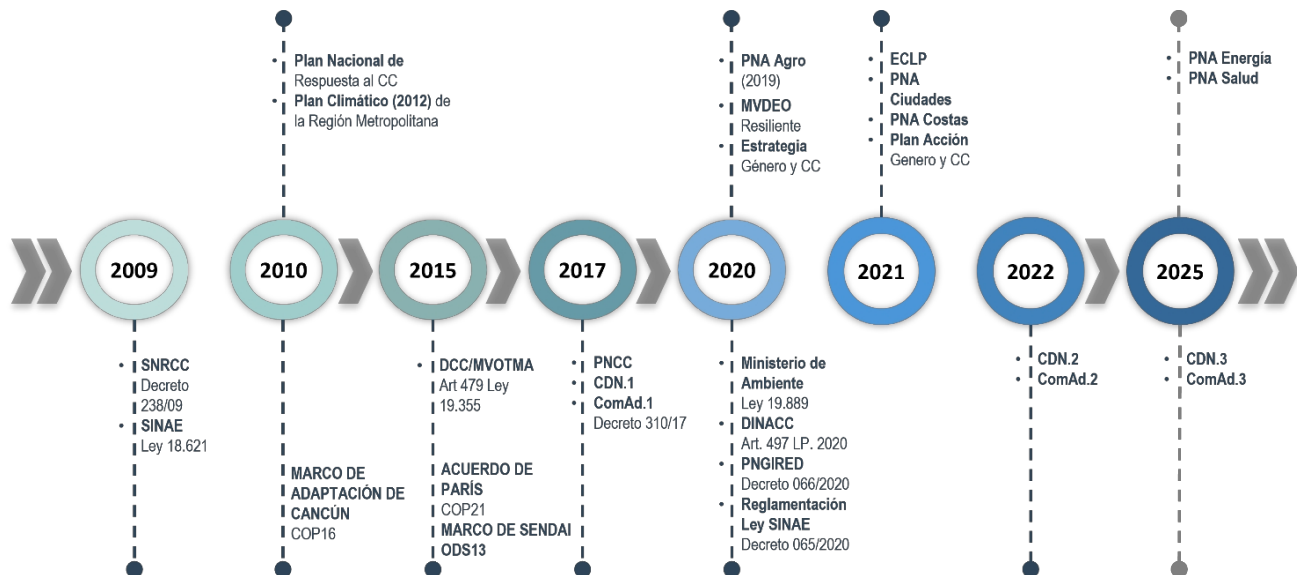 • Plan Nacional de
Respuesta al CC
• Plan Climático (2012) de
la Región Metropolitana
• PNA Agro
(2019)
• MVDEO
Resiliente
• Estrategia
Género y CC
• ECLP
• PNA
Ciudades
• PNA Costas
• Plan Acción
Genero y CC
• PNA Energía
• PNA Salud
2009
2010
2015
2017
2020
2021
2022
2025
• SNRCC
Decreto
238/09
• SINAE
Ley 18.621
MARCO DE
ADAPTACIÓN DE
CANCÚN
COP16
• DCC/MVOTMA
Art 479 Ley
19.355
ACUERDO DE
PARÍS
COP21
MARCO DE SENDAI
ODS13
• PNCC
• CDN.1
• ComAd.1
Decreto 310/17
• Ministerio de
Ambiente
Ley 19.889
• DINACC
Art. 497 LP. 2020
• PNGIRED
Decreto 066/2020
• Reglamentación
Ley SINAE
Decreto 065/2020
• CDN.2
• ComAd.2
• CDN.3
• ComAd.3